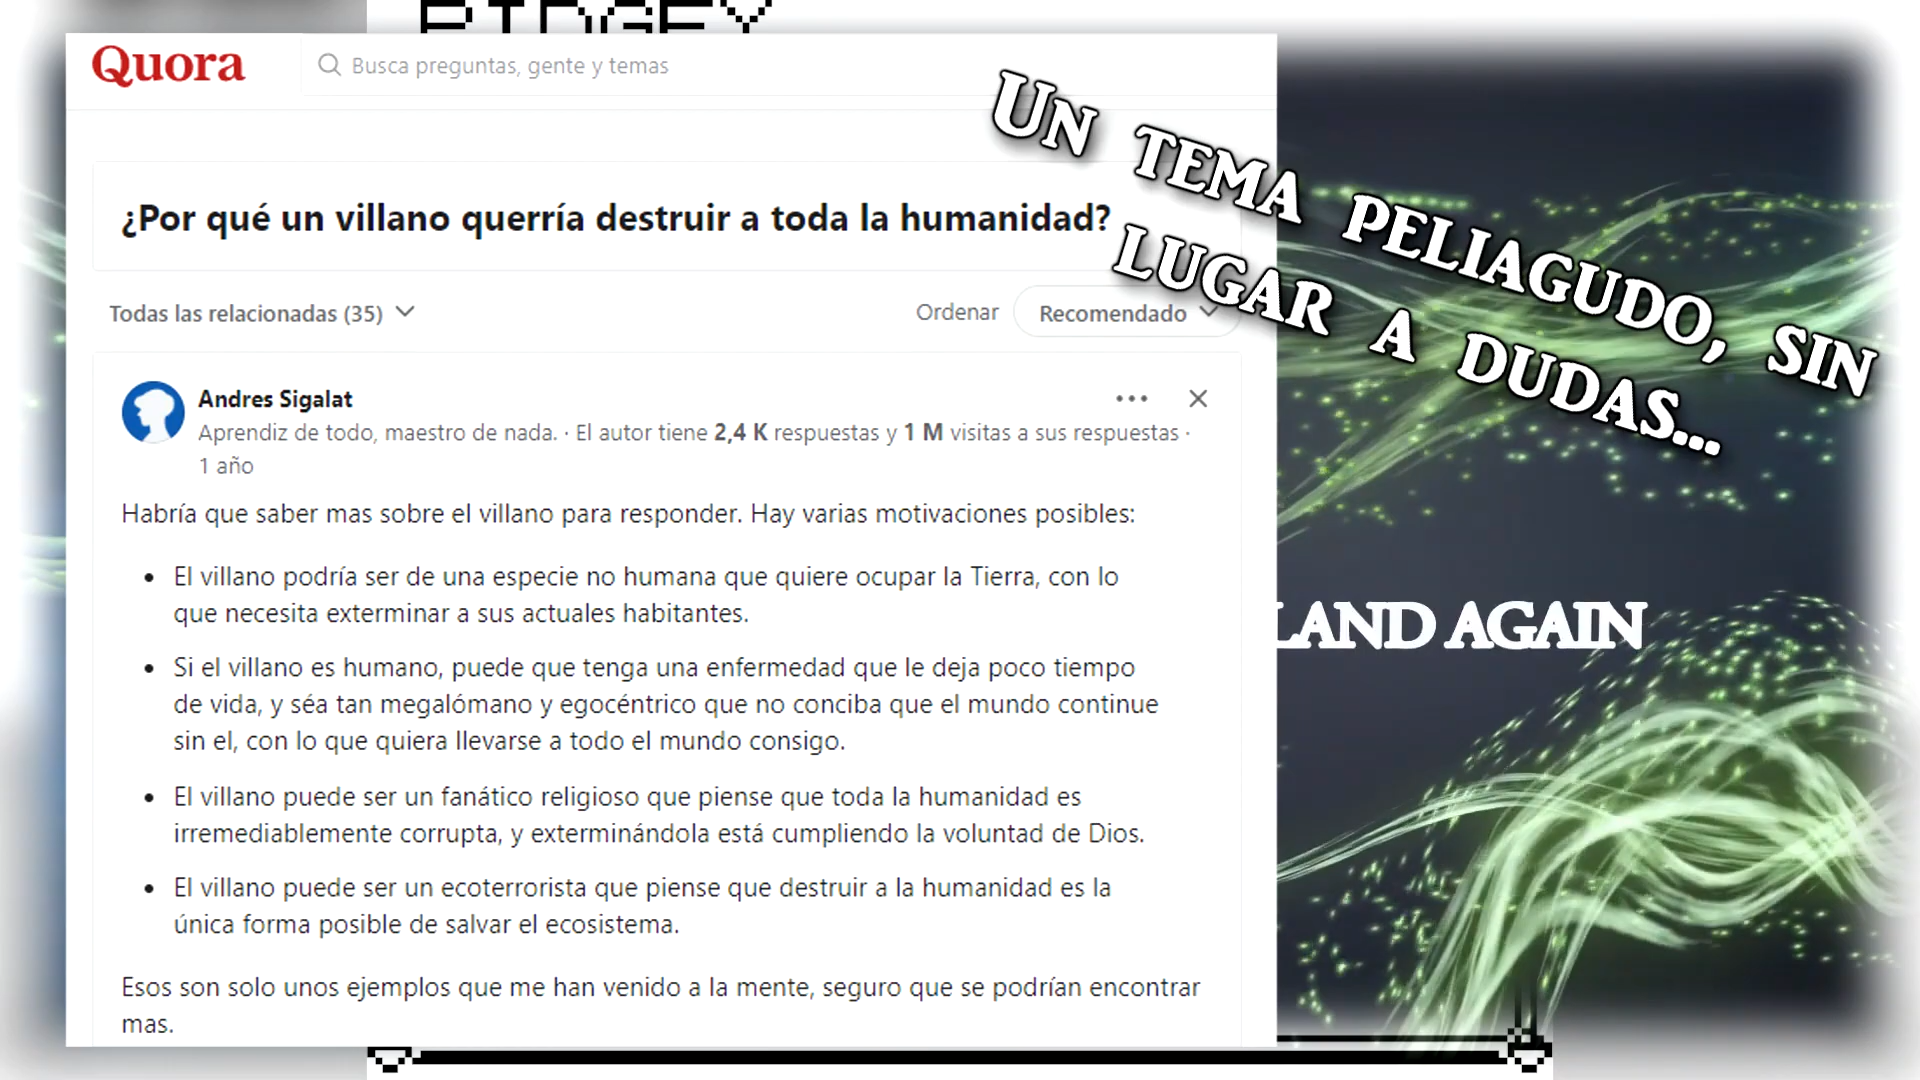 PIDGEY
Quora
Busca preguntas, gente y temas
UN TEMA PELIAGUDO, SIN
LUGAR A DUDAS...
¿Por qué un villano querría destruir a toda la humanidad?
Todas las relacionadas (35)
Ordenar
Recomendado
Andres Sigalat
Aprendiz de todo, maestro de nada. · El autor tiene 2,4 K respuestas y 1 M visitas a sus respuestas ·
1 año
Habría que saber mas sobre el villano para responder. Hay varias motivaciones posibles:
• El villano podría ser de una especie no humana que quiere ocupar la Tierra, con lo
que necesita exterminar a sus actuales habitantes.
LAND AGAIN
• Si el villano es humano, puede que tenga una enfermedad que le deja poco tiempo
de vida, y séa tan megalómano y egocéntrico que no conciba que el mundo continue
sin el, con lo que quiera llevarse a todo el mundo consigo.
• El villano puede ser un fanático religioso que piense que toda la humanidad es
irremediablemente corrupta, y exterminándola está cumpliendo la voluntad de Dios.
• El villano puede ser un ecoterrorista que piense que destruir a la humanidad es la
única forma posible de salvar el ecosistema.
Esos son solo unos ejemplos que me han venido a la mente, seguro que se podrían encontrar
mas.